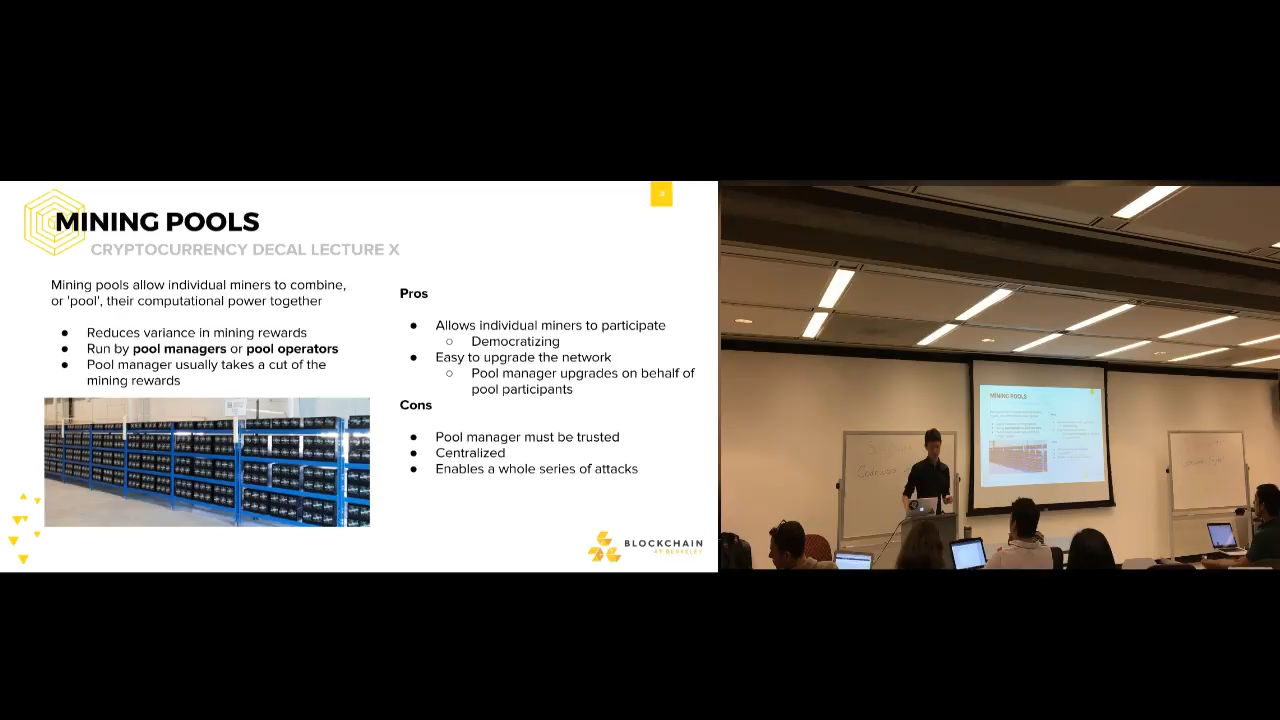 MINING POOLS
CRYPTOCURRENCY DECAL LECTURE X
Mining pools allow individual miners to combine,
or 'pool', their computational power together
● Reduces variance in mining rewards
● Run by pool managers or pool operators
● Pool manager usually takes a cut of the
mining rewards
Pros
● Allows individual miners to participate
○ Democratizing
● Easy to upgrade the network
○ Pool manager upgrades on behalf of
pool participants
Cons
● Pool manager must be trusted
● Centralized
● Enables a whole series of attacks
BLOCKCHAIN
AT BERKELEY
MINING POOLS